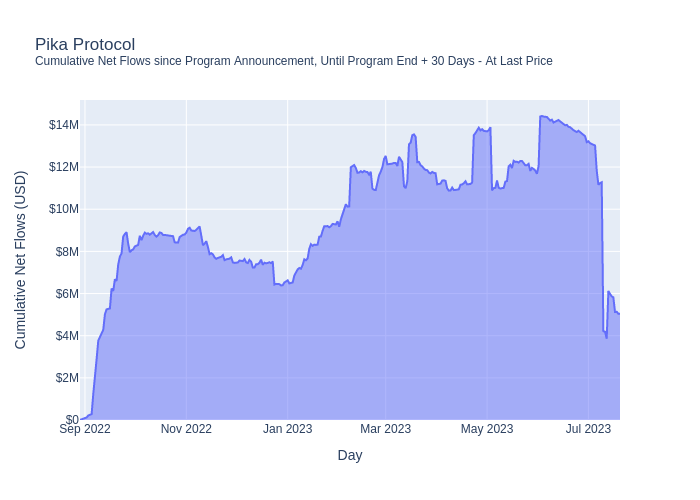 Pika Protocol
Cumulative Net Flows since Program Announcement, Until Program End + 30 Days - At Last Price
Cumulative Net Flows (USD)
$14M
$12M
$10M
$8M
$6M
$4M
$2M
$0
Sep 2022
Nov 2022
Jan 2023
Mar 2023
May 2023
Jul 2023
Day